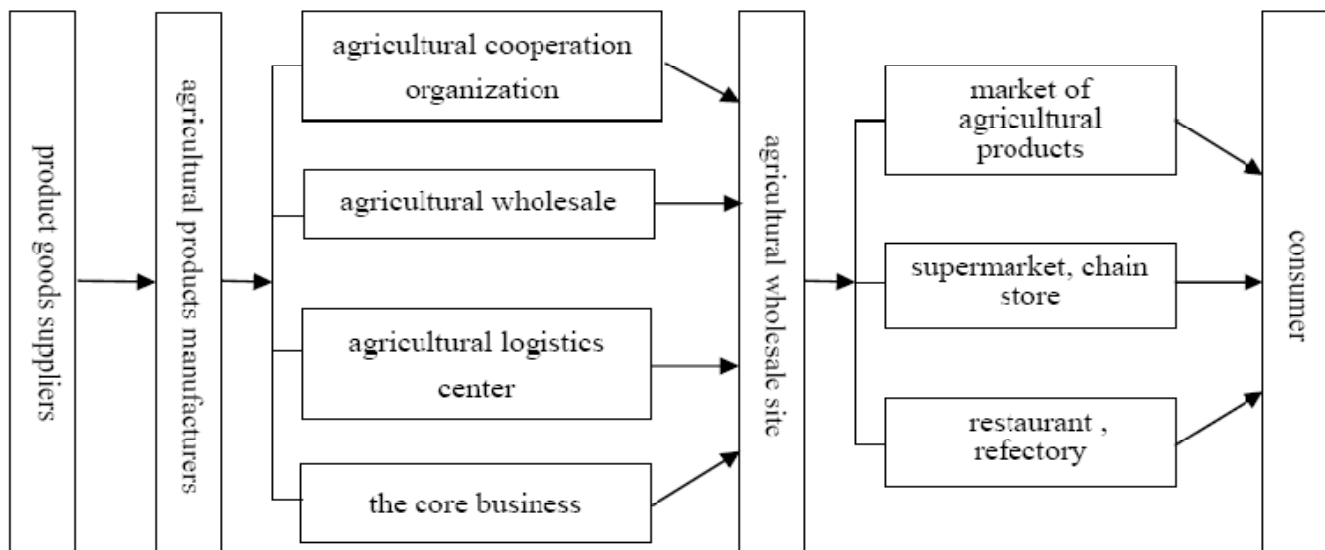 product goods suppliers
agricultural products manufacturers
agricultural cooperation
organization
agricultural wholesale
agricultural logistics
center
the core business
agricultural wholesale site
market of
agricultural
products
supermarket, chain
store
restaurant ,
refectory
consumer